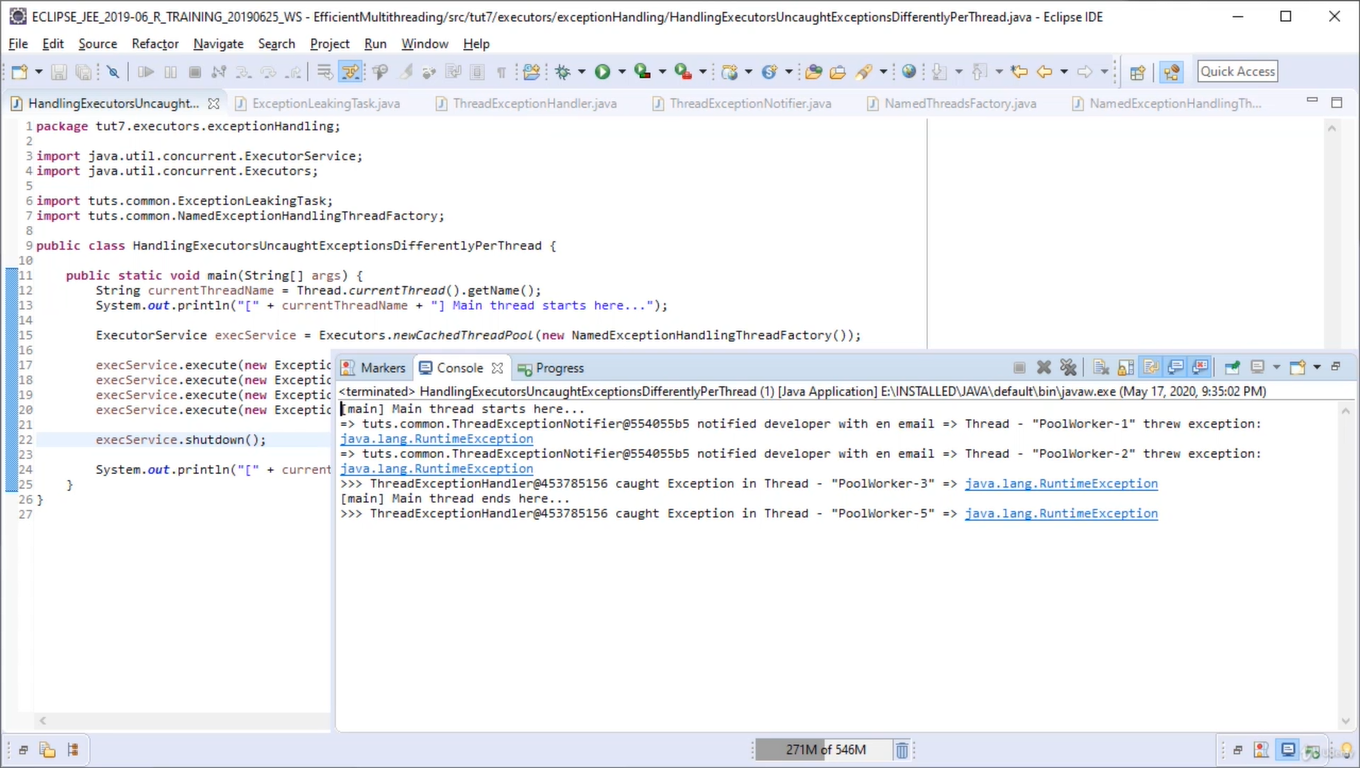 ECLIPSE_JEE_2019-06_R_TRAINING_20190625_WS - EfficientMultithreading/src/tut7/executors/exceptionHandling/HandlingExecutorsUncaughtExceptionsDifferentlyPerThread.java - Eclipse IDE
File Edit Source Refactor Navigate Search Project Run Window Help
Quick Access
HandlingExecutorsUncaught... ExceptionLeakingTask.java ThreadExceptionHandler.java ThreadExceptionNotifier.java NamedThreadsFactory.java NamedExceptionHandlingTh...
1 package tut7.executors.exceptionHandling;
2
3 import java.util.concurrent.ExecutorService;
4 import java.util.concurrent.Executors;
5
6 import tuts.common.ExceptionLeakingTask;
7 import tuts.common.NamedExceptionHandlingThreadFactory;
8
9 public class HandlingExecutorsUncaughtExceptionsDifferentlyPerThread {
10
11 public static void main(String[] args) {
12 String currentThreadName = Thread.currentThread().getName();
13 System.out.println("[" + currentThreadName + "] Main thread starts here...");
14
15 ExecutorService execService = Executors.newCachedThreadPool(new NamedExceptionHandlingThreadFactory());
16
17 execService.execute(new Excepti
18 execService.execute(new Excepti
19 execService.execute(new Excepti
20 execService.execute(new Excepti
21
22 execService.shutdown();
23
24 System.out.println("[" + current
25 }
26 }
27
Markers Console Progress
<terminated> HandlingExecutorsUncaughtExceptionsDifferentlyPerThread (1) [Java Application] E:\INSTALLED\JAVA\default\bin\javaw.exe (May 17, 2020, 9:35:02 PM)
[main] Main thread starts here...
=> tuts.common.ThreadExceptionNotifier@554055b5 notified developer with en email => Thread - "PoolWorker-1" threw exception:
java.lang.RuntimeException
=> tuts.common.ThreadExceptionNotifier@554055b5 notified developer with en email => Thread - "PoolWorker-2" threw exception:
java.lang.RuntimeException
>>> ThreadExceptionHandler@453785156 caught Exception in Thread - "PoolWorker-3" => java.lang.RuntimeException
[main] Main thread ends here...
>>> ThreadExceptionHandler@453785156 caught Exception in Thread - "PoolWorker-5" => java.lang.RuntimeException
271M of 546M